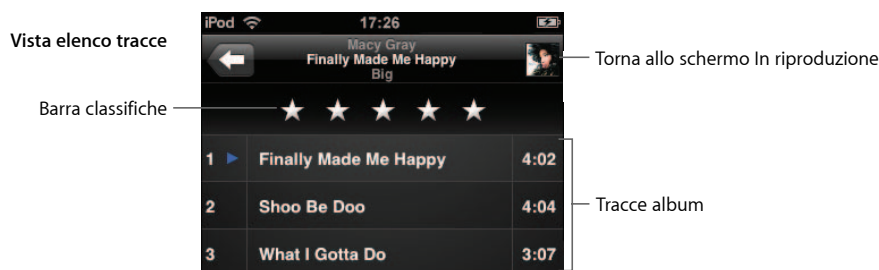 iPod 17:26
Vista elenco tracce
Macy Gray
Finally Made Me Happy
Big
Torna allo schermo In riproduzione
Barra classifiche
1 Finally Made Me Happy 4:02
2 Shoo Be Doo 4:04
Tracce album
3 What I Gotta Do 3:07